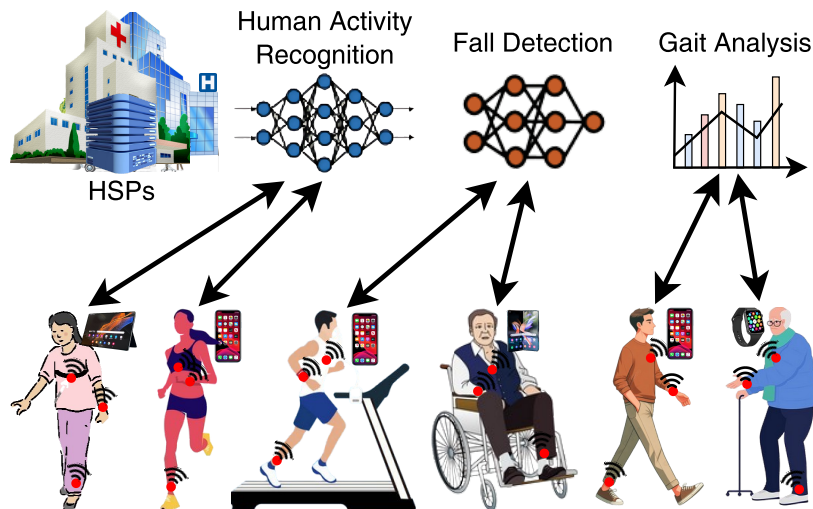 Human Activity
Recognition
Fall Detection
Gait Analysis
H
HSPs